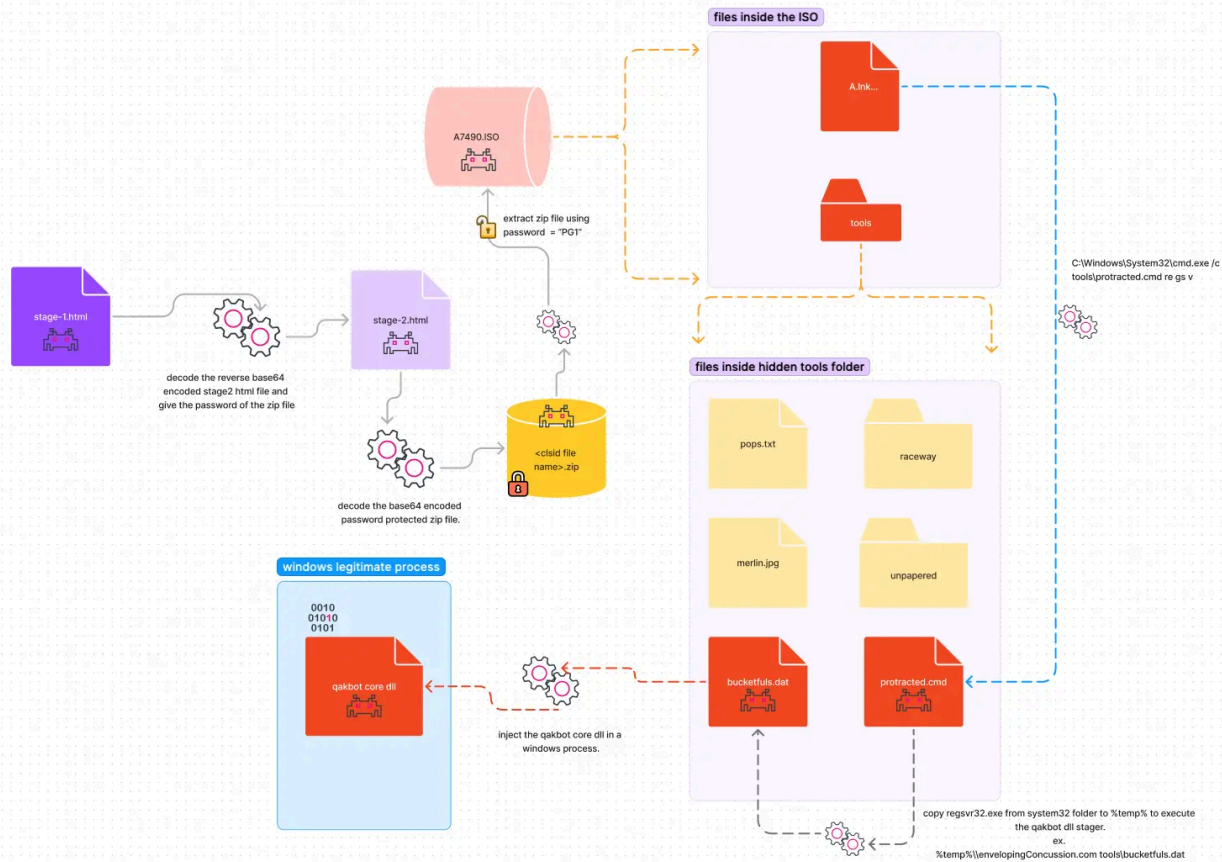 files inside the ISO
A.lnk...
A7490.ISO
extract zip file using
password = "PG1"
tools
C:\Windows\System32\cmd.exe /c
tools\protracted.cmd re gs v
stage-1.html
stage-2.html
decode the reverse base64
encoded stage2 html file and
give the password of the zip file
files inside hidden tools folder
<clsid file
name>.zip
pops.txt
raceway
decode the base64 encoded
password protected zip file.
merlin.jpg
unpapered
windows legitimate process
0010
01010
0101
qakbot core dll
bucketfuls.dat
protracted.cmd
inject the qakbot core dll in a
windows process.
copy regsvr32.exe from system32 folder to %temp% to execute
the qakbot dll stager.
ex.
%temp%\\envelopingConcussion.com tools\bucketfuls.dat